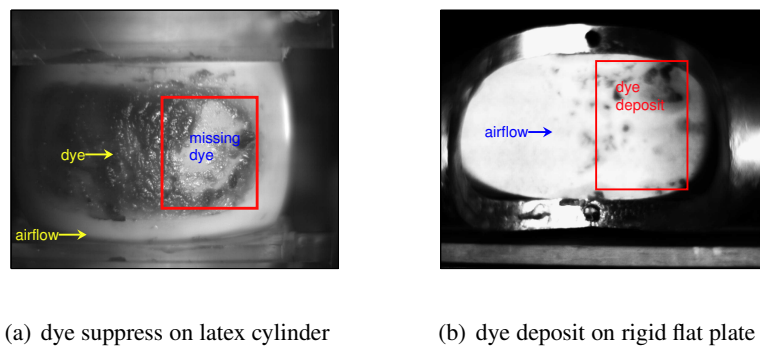 missing
dye
dye
airflow
dye
deposit
airflow
(a) dye suppress on latex cylinder
(b) dye deposit on rigid flat plate